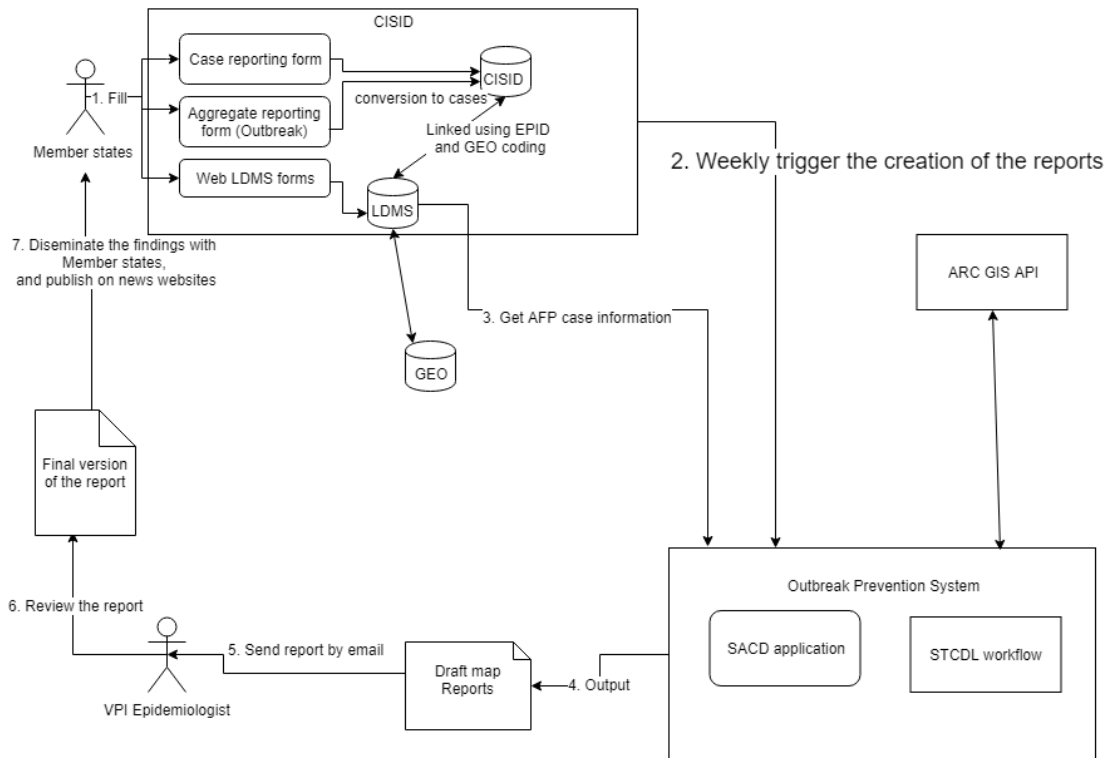 CISID
Case reporting form
1. Fill
Aggregate reporting
form (Outbreak)
Member states
Web LDMS forms
CISID
conversion to cases
Linked using EPID
and GEO coding
LDMS
2. Weekly trigger the creation of the reports
7. Diseminate the findings with
Member states,
and publish on news websites
ARC GIS API
3. Get AFP case information
GEO
Final version
of the report
Outbreak Prevention System
SACD application
STCDL workflow
6. Review the report
5. Send report by email
VPI Epidemiologist
Draft map
Reports
4. Output